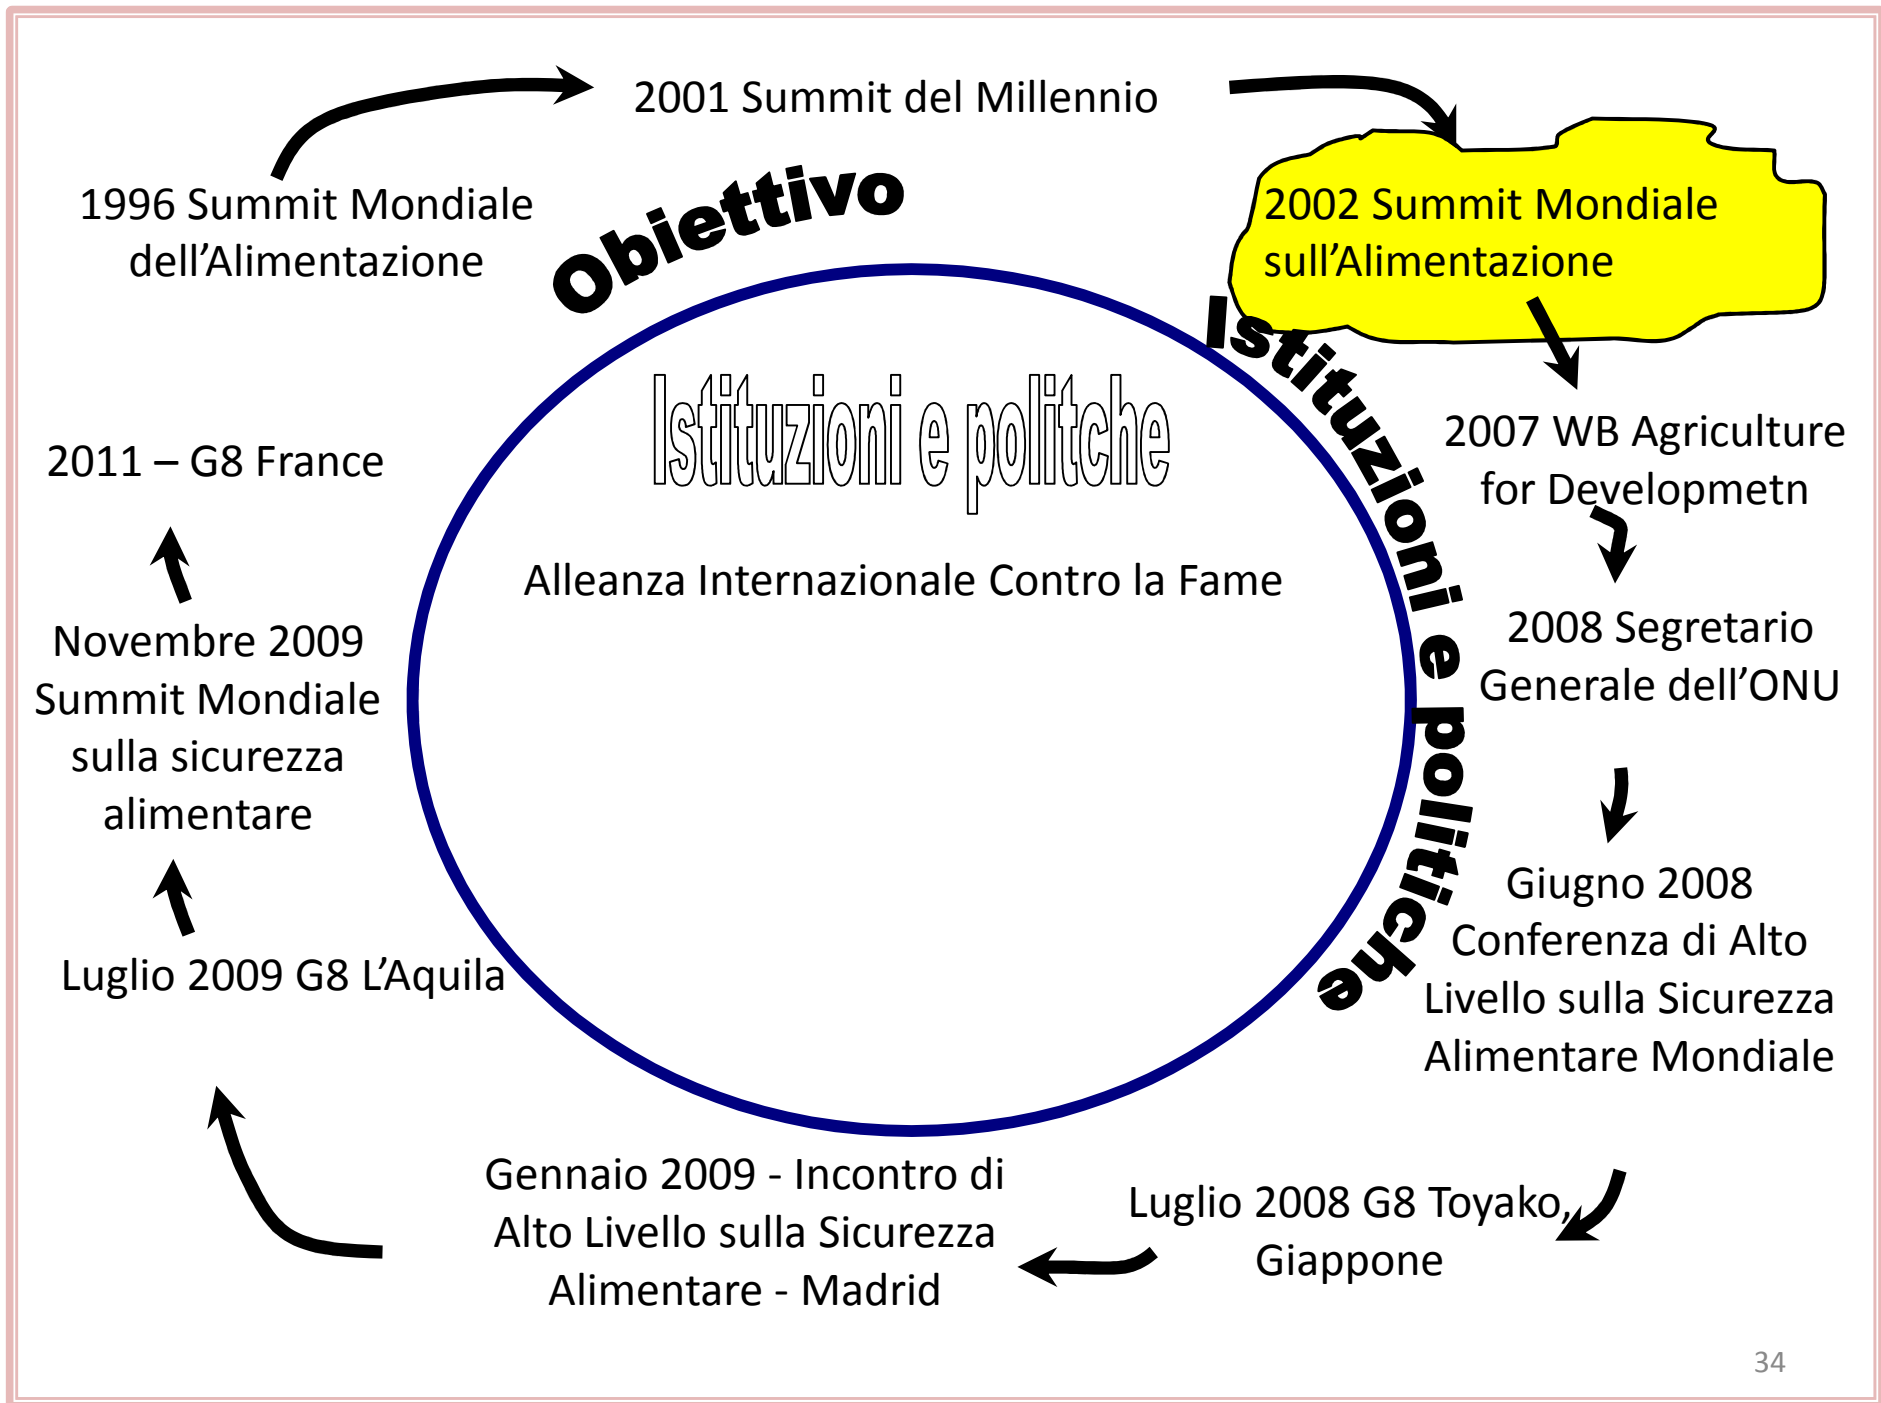 2001 Summit del Millennio
1996 Summit Mondiale
dell’Alimentazione
Obiettivo
2002 Summit Mondiale
sull’Alimentazione
Istituzioni e politiche
Istituzioni e politche
Alleanza Internazionale Contro la Fame
2007 WB Agriculture
for Developmetn
2008 Segretario
Generale dell’ONU
Giugno 2008
Conferenza di Alto
Livello sulla Sicurezza
Alimentare Mondiale
Luglio 2008 G8 Toyako,
Giappone
Gennaio 2009 - Incontro di
Alto Livello sulla Sicurezza
Alimentare - Madrid
Luglio 2009 G8 L’Aquila
Novembre 2009
Summit Mondiale
sulla sicurezza
alimentare
2011 – G8 France
34